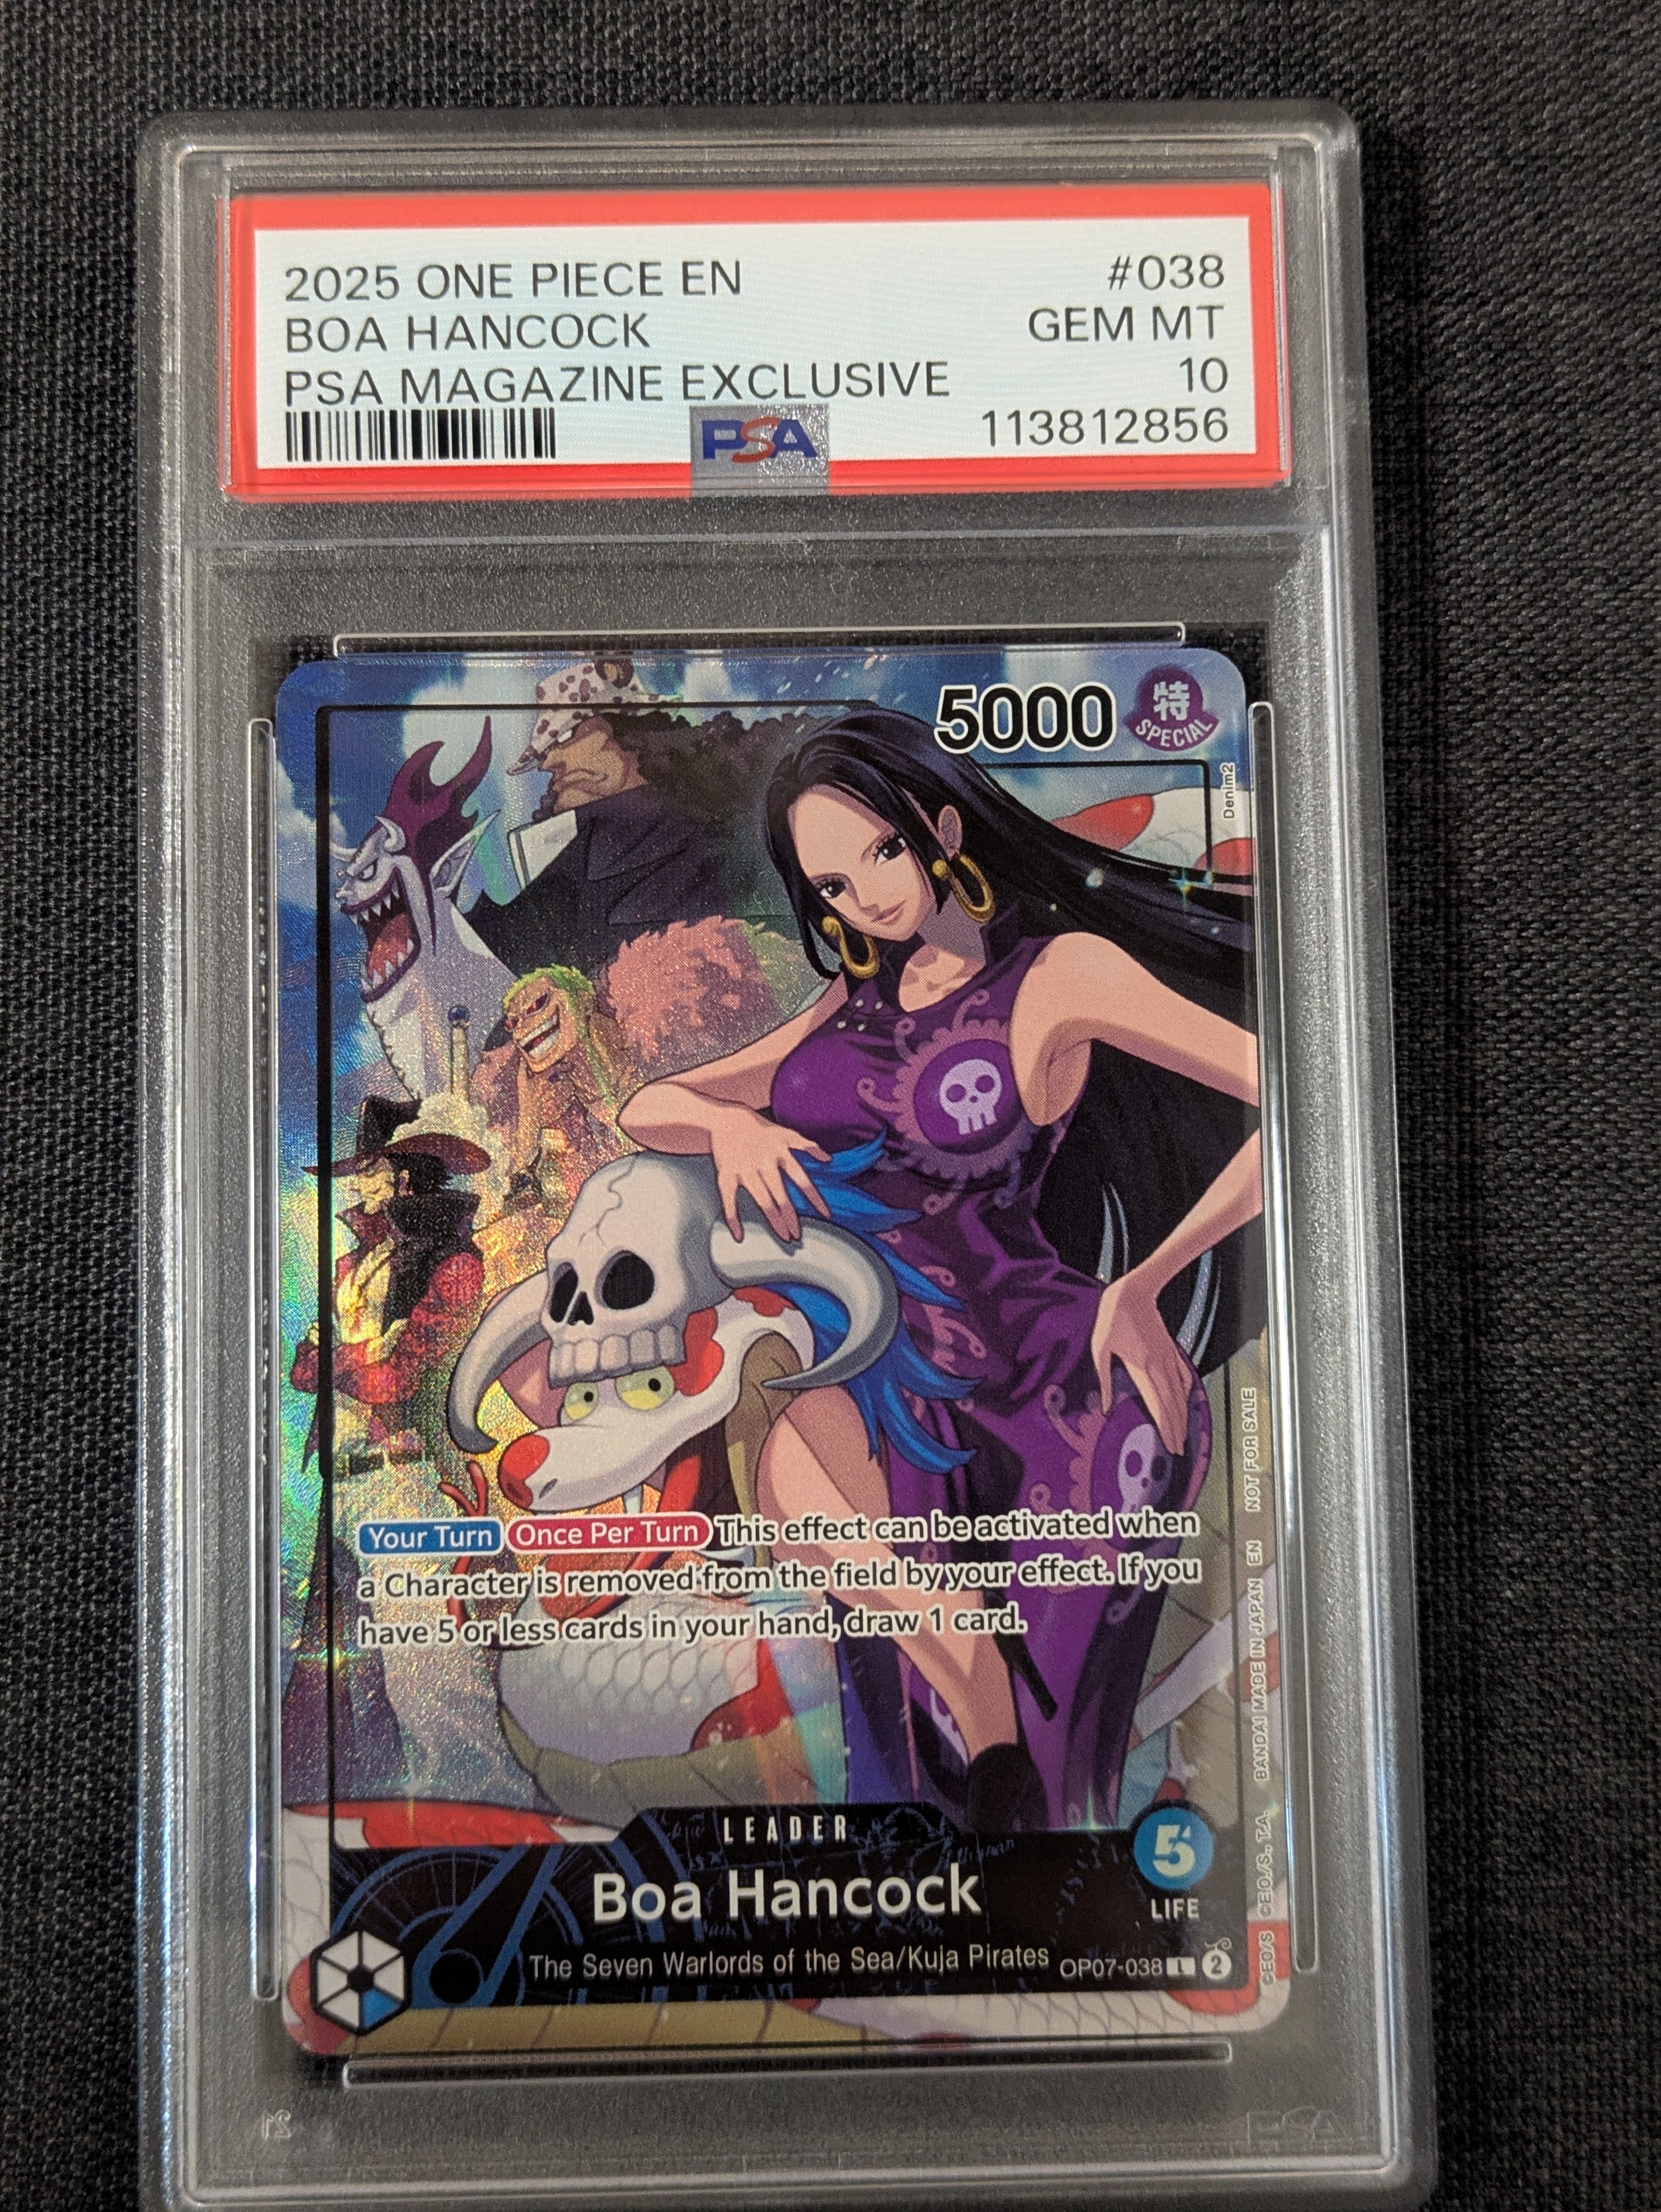 2025 ONE PIECE EN #038
BOA HANCOCK GEM MT
PSA MAGAZINE EXCLUSIVE 10
PSA 113812856
5000 特
SPECIAL
Denim2
Your Turn Once Per Turn This effect can be activated when
a Character is removed from the field by your effect. If you
have 5 or less cards in your hand, draw 1 card.
LEADER
Boa Hancock
5
LIFE
The Seven Warlords of the Sea/Kuja Pirates OP07-038 L 2
©EO/S ©E.O./S., T.A. BANDAI MADE IN JAPAN EN NOT FOR SALE
PSA